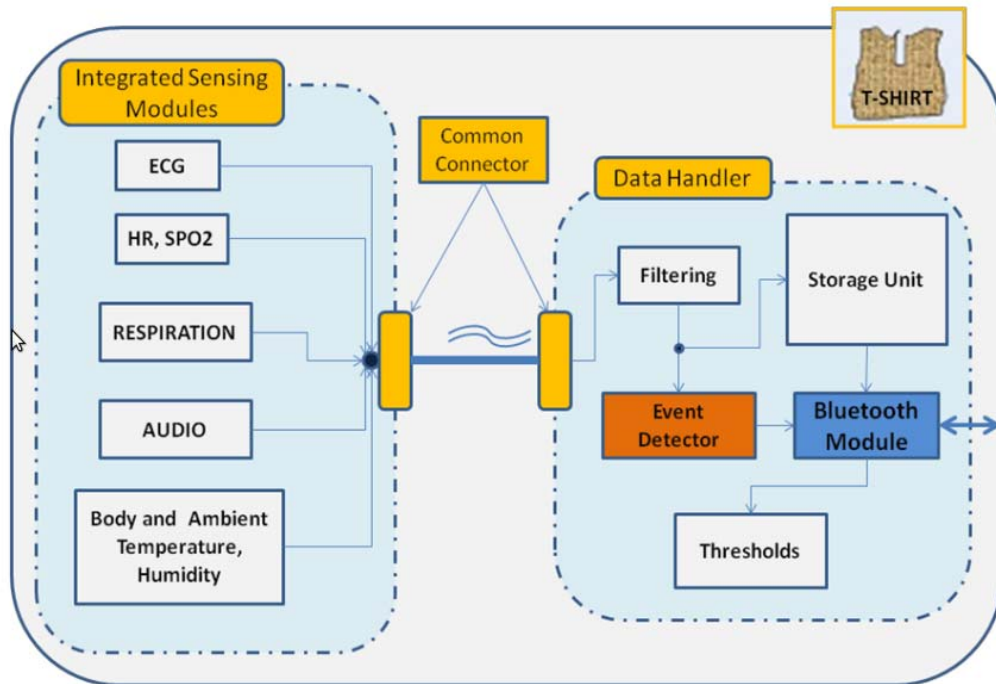 T-SHIRT
Integrated Sensing
Modules
ECG
HR, SPO2
RESPIRATION
AUDIO
Body and Ambient
Temperature,
Humidity
Common
Connector
Data Handler
Filtering
Storage Unit
Event
Detector
Bluetooth
Module
Thresholds